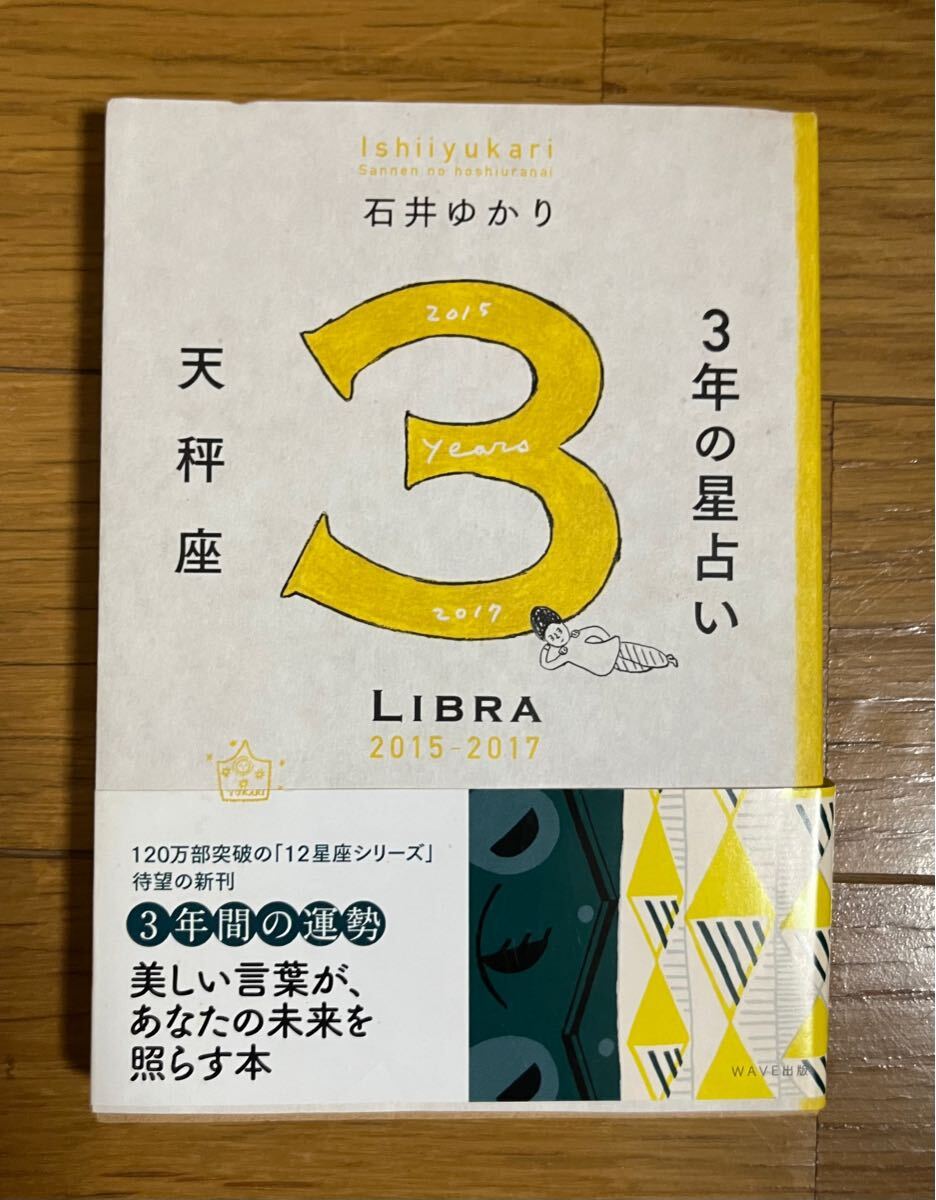 Ishiiyukari
Sannen no hoshiuranai
石井ゆかり
3年の星占い
天秤座
2015
Years
2017
LIBRA
2015-2017
YUKARI
120万部突破の「12星座シリーズ」
待望の新刊
3年間の運勢
美しい言葉が、
あなたの未来を
照らす本
WAVE出版